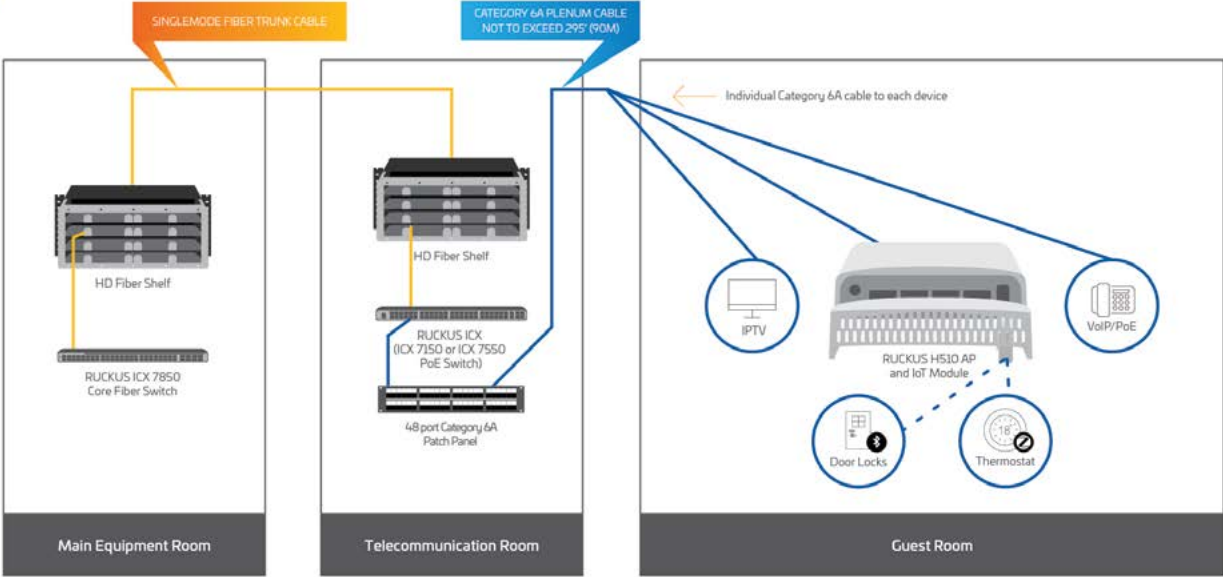 SINGLEMODE FIBER TRUNK CABLE
CATEGORY 6A PLENUM CABLE
NOT TO EXCEED 295' (90M)
Individual Category 6A cable to each device
HD Fiber Shelf
RUCKUS ICX 7850
Core Fiber Switch
HD Fiber Shelf
RUCKUS ICX
(ICX 7150 or ICX 7550
PoE Switch)
48 port Category 6A
Patch Panel
IPTV
VoIP/PoE
RUCKUS H510 AP
and IoT Module
Door Locks
18°
Thermostat
Main Equipment Room
Telecommunication Room
Guest Room